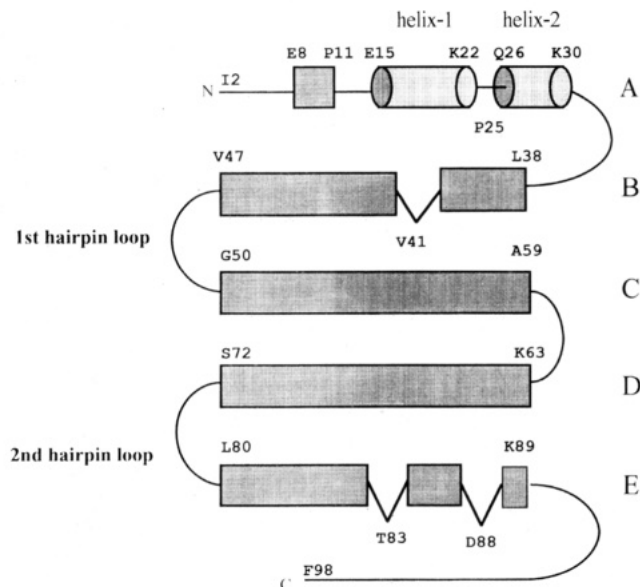 helix-1 helix-2
E8 P11 E15 K22 Q26 K30
N I2 A
P25
V47 L38
B
V41
1st hairpin loop
G50 A59
C
S72 K63
D
2nd hairpin loop
L80 K89
E
T83 D88
C F98